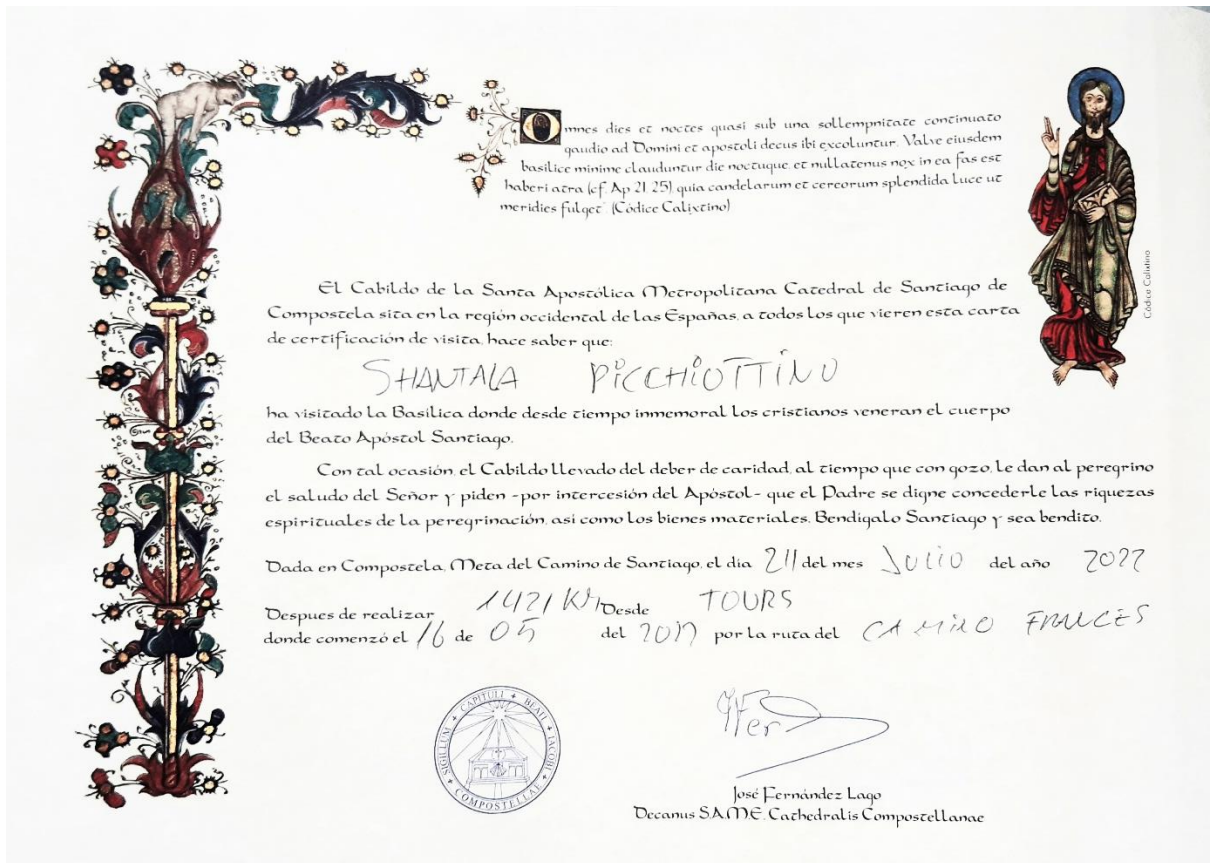 Omnes dies et noctes quasi sub una sollempnitate continuato
gaudio ad Domini et apostoli decus ibi excoluntur. Valve eiusdem
basilice minime clauduntur die noctuque, et nullatenus nox in ea fas est
haberi atra (cf. Ap 21, 25), quia candelarum et cereorum splendida luce ut
meridies fulget" (Códice Calixtino)
Códice Calixtino
El Cabildo de la Santa Apostólica Metropolitana Catedral de Santiago de
Compostela sita en la región occidental de las Españas, a todos los que vieren esta carta
de certificación de visita, hace saber que:
SHANTALA PICCHIOTTINO
ha visitado la Basílica donde desde tiempo inmemorial los cristianos veneran el cuerpo
del Beato Apóstol Santiago.
Con tal ocasión, el Cabildo llevado del deber de caridad, al tiempo que con gozo, le dan al peregrino
el saludo del Señor y piden -por intercesión del Apóstol- que el Padre se digne concederle las riquezas
espirituales de la peregrinación, así como los bienes materiales. Bendígalo Santiago y sea bendito.
Dada en Compostela, Meta del Camino de Santiago, el día del mes JULIO del año 2022
Despues de realizar 1421 Km Desde TOURS
donde comenzó el 16 de 05 del 2022 por la ruta del CAMINO FRANCES
SIGILLUM + CAPITULI + BEATI + IACOBI + COMPOSTELLAE +
José Fernández Lago
Decanus S.A.M.E. Cathedralis Compostellanae